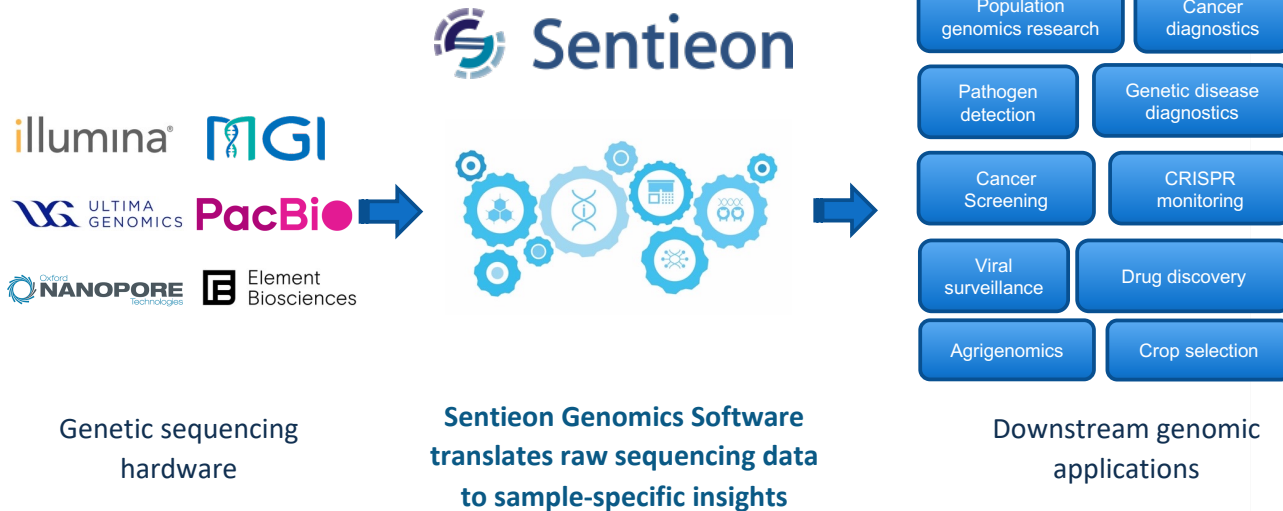 Sentieon
illumina®
MGI
ULTIMA
GENOMICS
PacBio
Oxford
NANOPORE
Technologies
Element
Biosciences
Genetic sequencing
hardware
Sentieon Genomics Software
translates raw sequencing data
to sample-specific insights
Population
genomics research
Cancer
diagnostics
Pathogen
detection
Genetic disease
diagnostics
Cancer
Screening
CRISPR
monitoring
Viral
surveillance
Drug discovery
Agrigenomics
Crop selection
Downstream genomic
applications